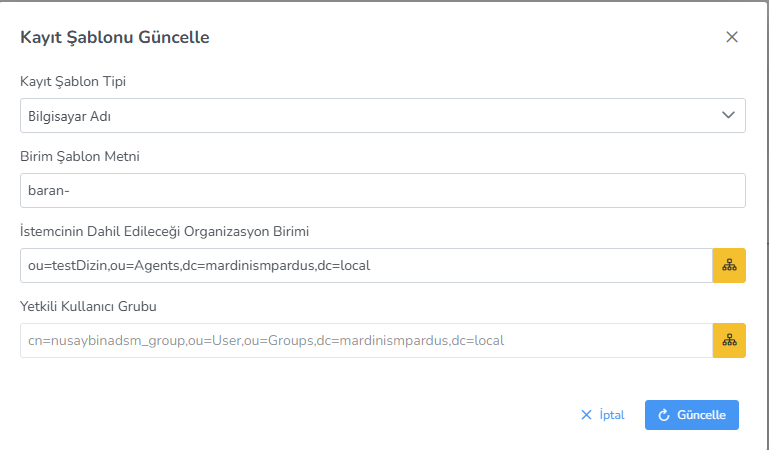 Kayıt Şablonu Güncelle
Kayıt Şablon Tipi
Bilgisayar Adı
Birim Şablon Metni
baran-
İstemcinin Dahil Edileceği Organizasyon Birimi
ou=testDizin,ou=Agents,dc=mardinismpardus,dc=local
Yetkili Kullanıcı Grubu
cn=nusaybinadsm_group,ou=User,ou=Groups,dc=mardinismpardus,dc=local
İptal
Güncelle